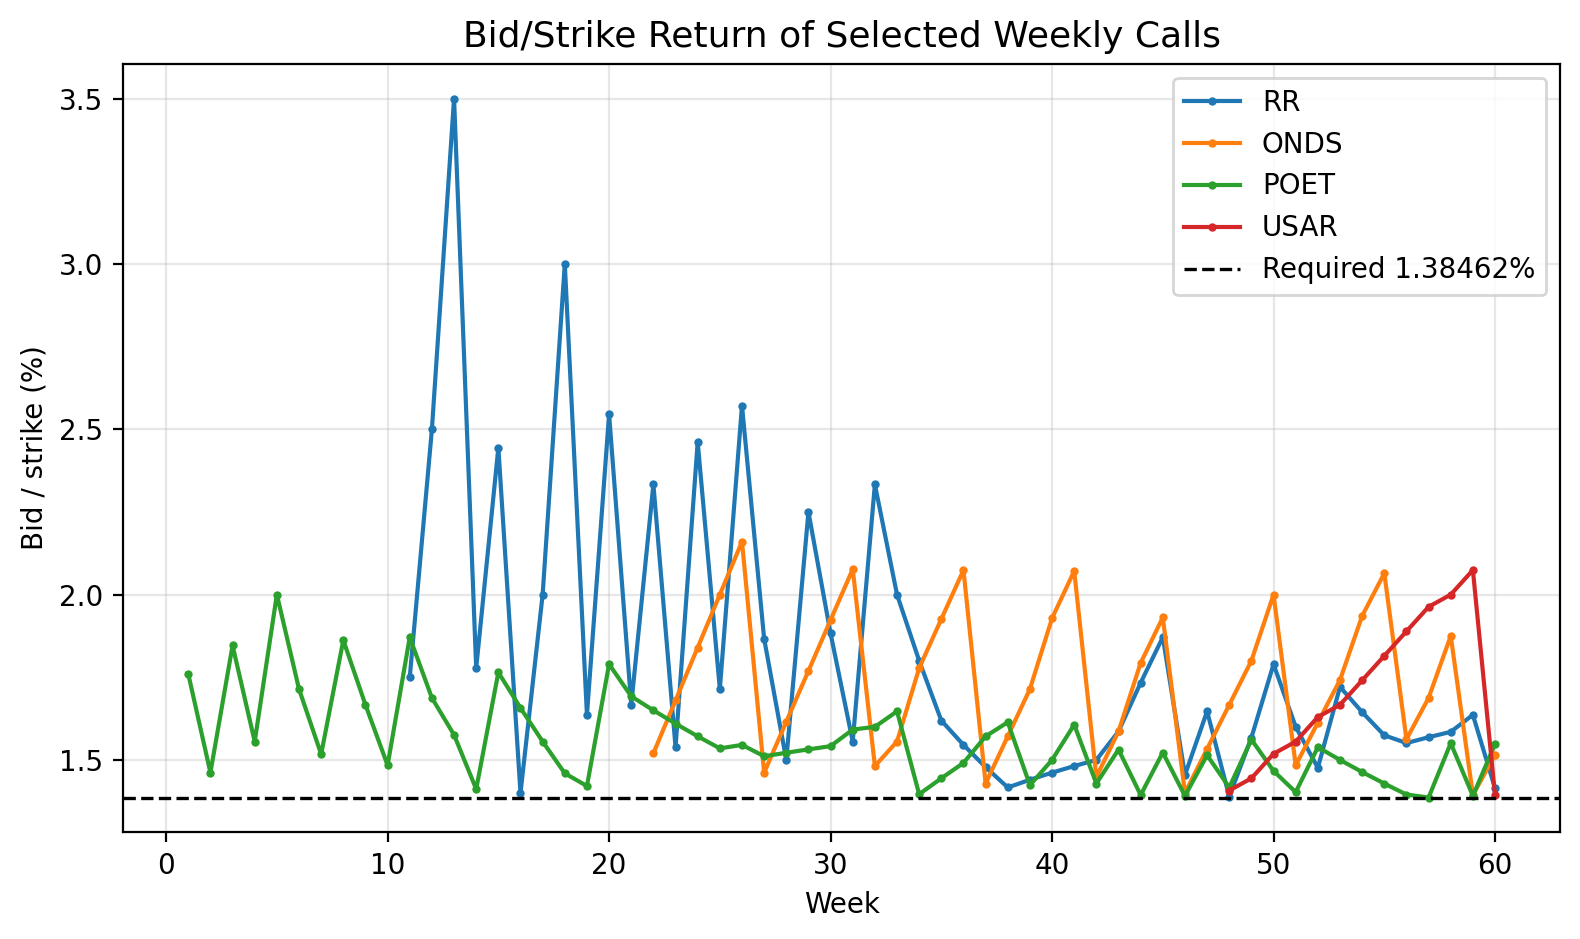 Bid/Strike Return of Selected Weekly Calls
Bid / strike (%)
3.5
3.0
2.5
2.0
1.5
0 10 20 30 40 50 60
Week
RR
ONDS
POET
USAR
Required 1.38462%